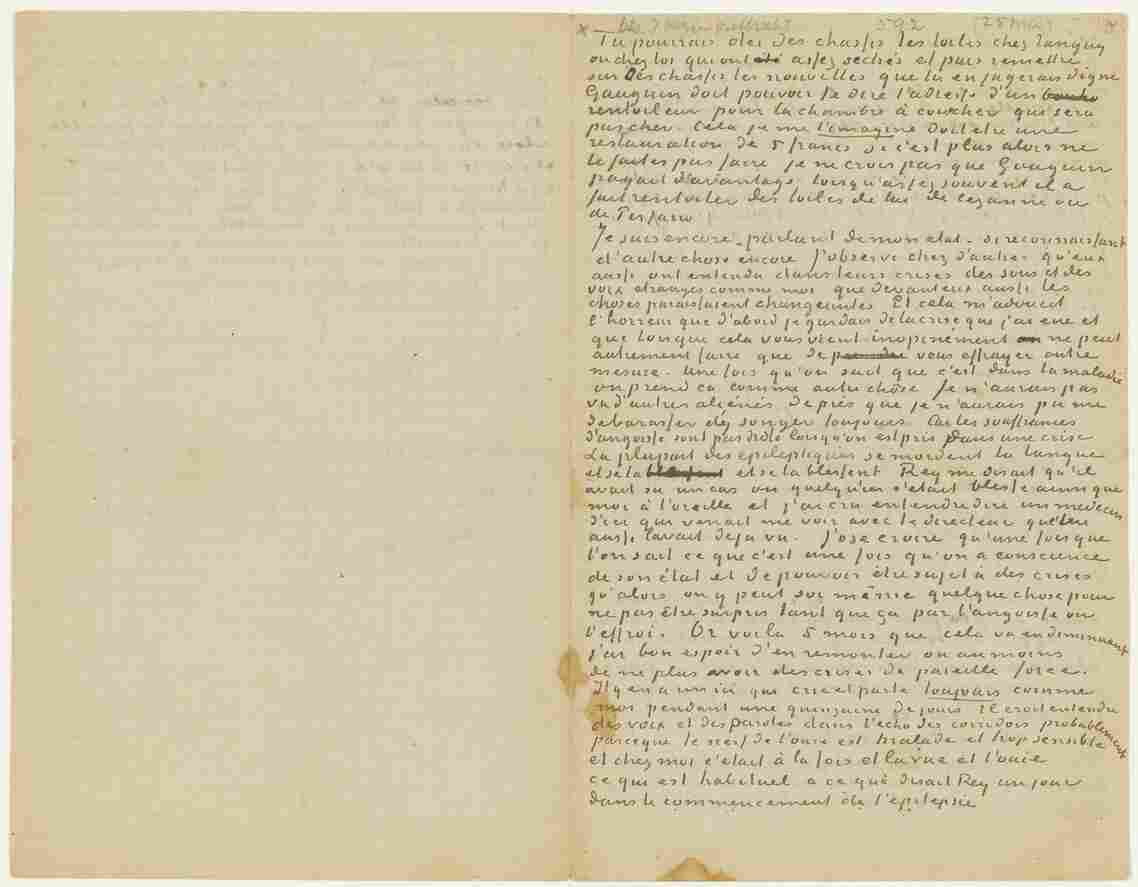 592 (25 mai
Tu pourrais oter des chassis les toiles chez Tanguy
ou chez toi qui ont été assez séchés et puis remettre
sur des chassis les nouvelles que tu en jugerais digne
Gauguin doit pouvoir te dire l'adresse d'un
rentoileur pour la chambre à coucher qui sera
pas cher. Cela je me l'imagine doit etre une
restauration de 5 francs si c'est plus alors ne
le faites pas faire je ne crois pas que Gauguin
payait davantage lorsqu'assez souvent il a
fait rentoiler des toiles de lui de Cezanne ou
de Pissarro.
Je suis encore - parlant de mon etat - si reconnaissant
d'autre chose encore J'observe chez d'autres qu'eux
aussi ont entendu dans leurs crises des sons et des
voix etranges comme moi que devant eux aussi les
choses paraissaient changeantes Et cela m'adoucit
l'horreur que d'abord je gardais de la crise que j'ai eue et
que lorsque cela vous vient inopinément ne peut
autrement faire que de vous effrayer outre
mesure. Une fois qu'on sait que c'est dans la maladie
on prend ca comme autre chôse Je n'aurais pas
vu d'autres aliénés de près que je n'aurais pu me
debarasser d'y songer toujours. Car les souffrances
d'angoisse sont pas drôle lorsqu'on est pris dans une crise
La plupart des epileptiques se mordent la langue
et se la et se la blessent Rey me disait qu'il
avait vu un cas ou quelqu'un s'etait blesse ainsi que
moi à l'oreille et j'ai cru entendre dire un medecin
d'ici qui venait me voir avec le directeur que lui
aussi l'avait deja vu. J'ose croire qu'une fois que
l'on sait ce que c'est une fois qu'on a conscience
de son état et de pouvoir être sujet à des crises
qu'alors on y peut soi même quelque chose pour
ne pas être surpris tant que ça par l'angoisse ou
l'effroi. Or voila 5 mois que cela va en diminuant
j'ai bon espoir d'en remonter ou au moins
de ne plus avoir des crises de pareille force.
Il y en a un ici qui crie et parle toujours comme
moi pendant une quinzaine de jours il croit entendre
des voix et des paroles dans l'echo des corridors probablement
parceque le nerf de l'ouie est malade et trop sensible
et chez moi c'etait à la fois et la vue et l'ouie
ce qui est habituel a ce que disait Rey un jour
dans le commencement de l'epilepsie